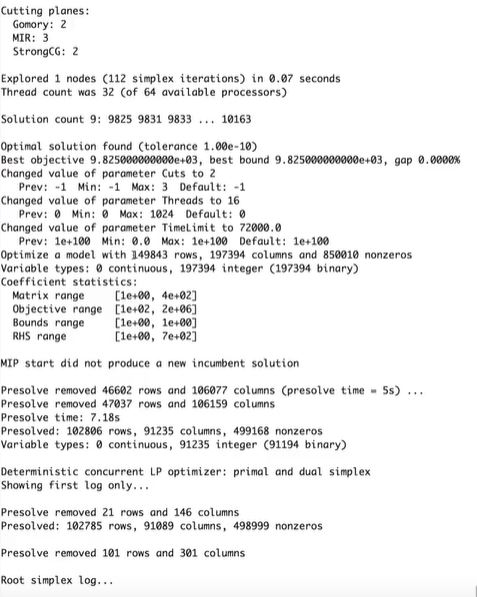 Cutting planes:
Gomory: 2
MIR: 3
StrongCG: 2
Explored 1 nodes (112 simplex iterations) in 0.07 seconds
Thread count was 32 (of 64 available processors)
Solution count 9: 9825 9831 9833 ... 10163
Optimal solution found (tolerance 1.00e-10)
Best objective 9.825000000000e+03, best bound 9.825000000000e+03, gap 0.0000%
Changed value of parameter Cuts to 2
Prev: -1 Min: -1 Max: 3 Default: -1
Changed value of parameter Threads to 16
Prev: 0 Min: 0 Max: 1024 Default: 0
Changed value of parameter TimeLimit to 72000.0
Prev: 1e+100 Min: 0.0 Max: 1e+100 Default: 1e+100
Optimize a model with 149843 rows, 197394 columns and 850010 nonzeros
Variable types: 0 continuous, 197394 integer (197394 binary)
Coefficient statistics:
Matrix range [1e+00, 4e+02]
Objective range [1e+02, 2e+06]
Bounds range [1e+00, 1e+00]
RHS range [1e+00, 7e+02]
MIP start did not produce a new incumbent solution
Presolve removed 46602 rows and 106077 columns (presolve time = 5s) ...
Presolve removed 47037 rows and 106159 columns
Presolve time: 7.18s
Presolved: 102806 rows, 91235 columns, 499168 nonzeros
Variable types: 0 continuous, 91235 integer (91194 binary)
Deterministic concurrent LP optimizer: primal and dual simplex
Showing first log only...
Presolve removed 21 rows and 146 columns
Presolved: 102785 rows, 91089 columns, 498999 nonzeros
Presolve removed 101 rows and 301 columns
Root simplex log...